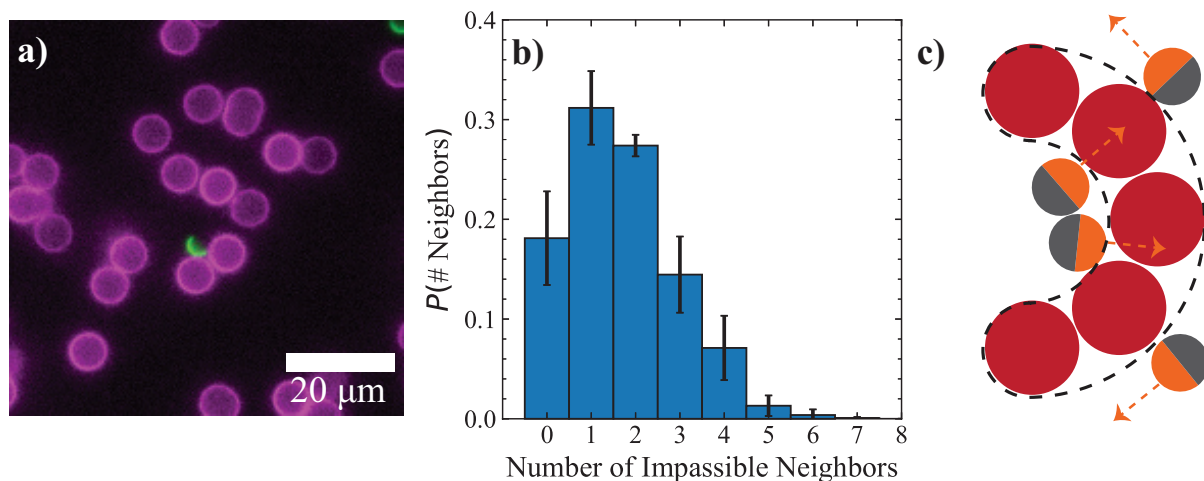 a)
20 μm
b)
P(# Neighbors)
0.4
0.3
0.2
0.1
0.0
0 1 2 3 4 5 6 7 8
Number of Impassible Neighbors
c)